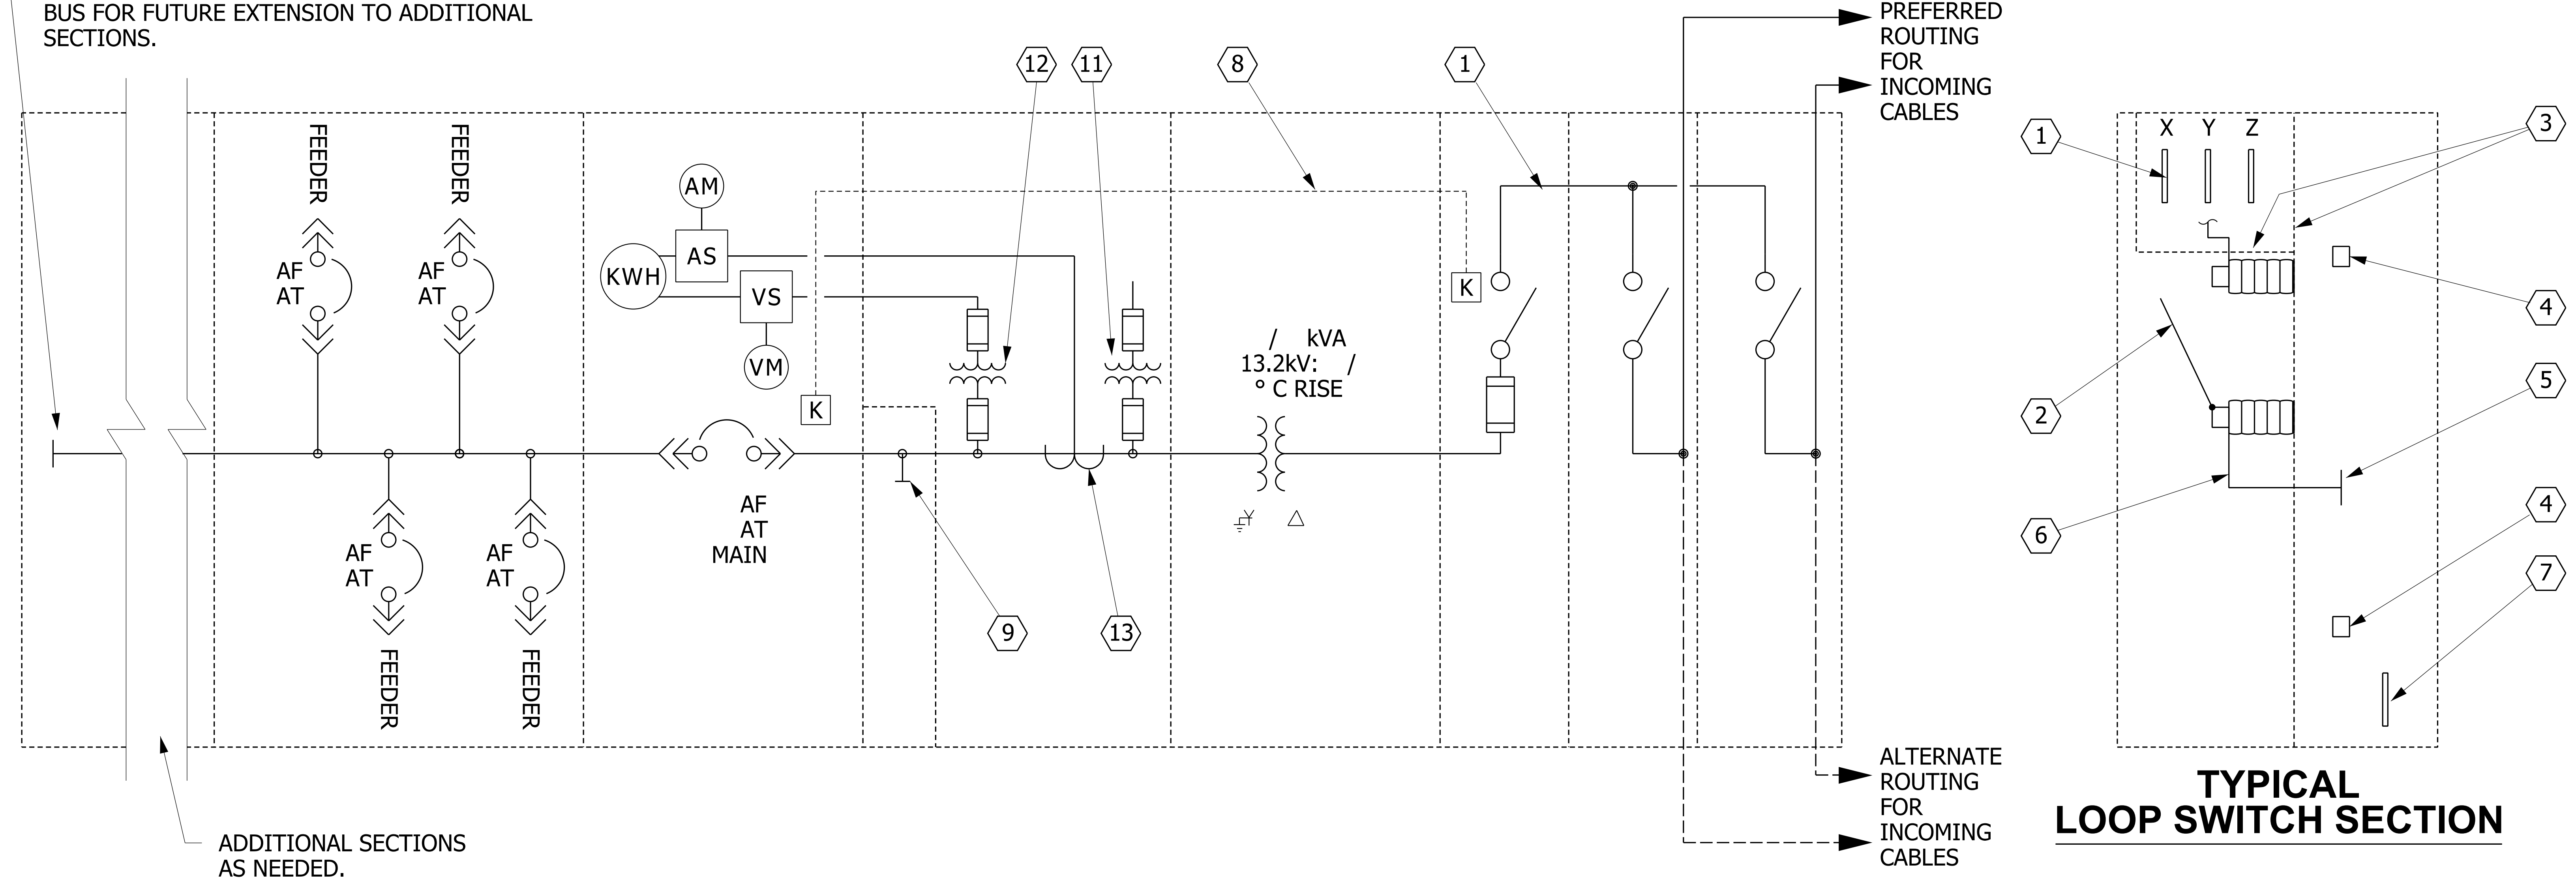 BUS FOR FUTURE EXTENSION TO ADDITIONAL
SECTIONS.
12
11
8
1
PREFERRED
ROUTING
FOR
INCOMING
CABLES
FEEDER
FEEDER
AF
AT
AF
AT
AM
AS
KWH
VS
VM
K
K
/ kVA
13.2kV: /
° C RISE
AF
AT
MAIN
AF
AT
AF
AT
FEEDER
FEEDER
9
13
ADDITIONAL SECTIONS
AS NEEDED.
ALTERNATE
ROUTING
FOR
INCOMING
CABLES
X Y Z
1
3
4
2
5
6
4
7
TYPICAL
LOOP SWITCH SECTION